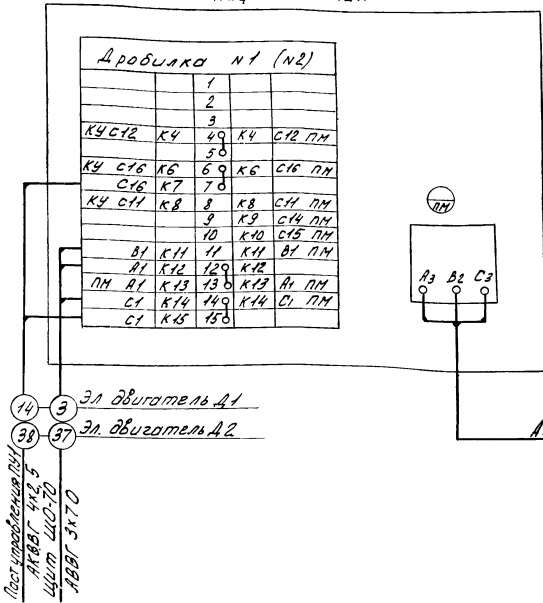 Дробилка №1 (№2)
1
2
3
КУ С12 К4 4 К4 С12 ПМ
5
КУ С16 К6 6 К6 С16 ПМ
С16 К7 7
КУ С11 К8 8 К8 С11 ПМ
9 К9 С14 ПМ
10 К10 С15 ПМ
В1 К11 11 К11 В1 ПМ
А1 К12 12 К12
ПМ А1 К13 13 К13 А1 ПМ
С1 К14 14 К14 С1 ПМ
С1 К15 15
ПМ
А3 В2 С3
14 3 Эл двигатель Д1
38 37 Эл. двигатель Д2
А
Пост управления ПУ1
АКВВГ 4х2,5
Щит ЩО-70
АВВГ 3х70